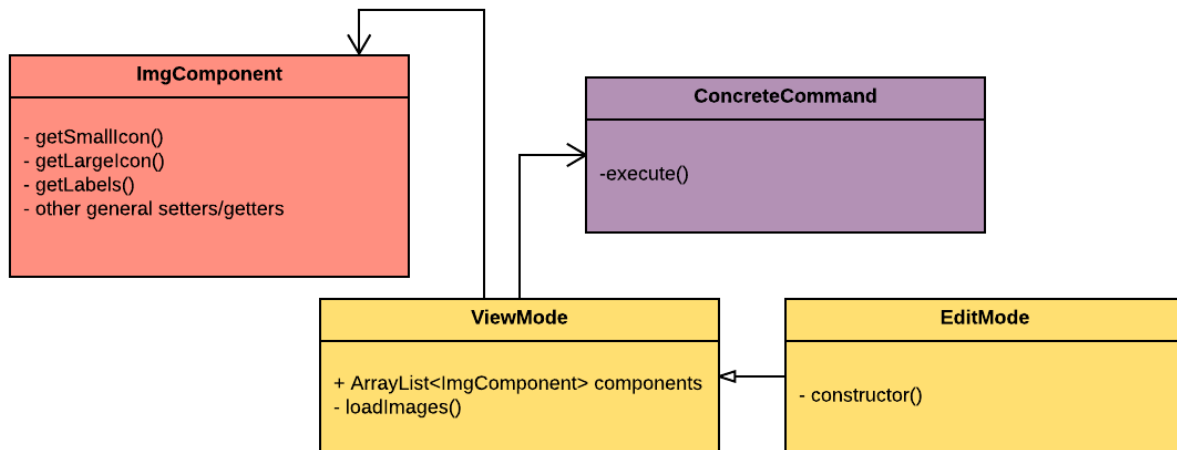 ImgComponent
- getSmallIcon()
- getLargeIcon()
- getLabels()
- other general setters/getters
ConcreteCommand
-execute()
ViewMode
+ ArrayList<ImgComponent> components
- loadImages()
EditMode
- constructor()